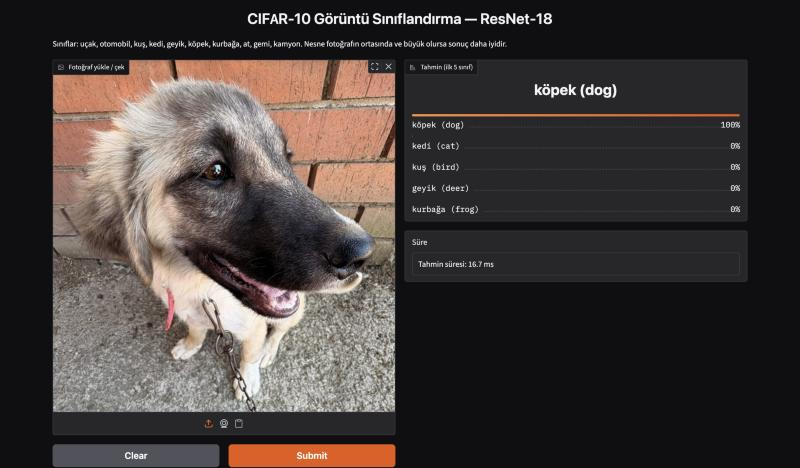 CIFAR-10 Görüntü Sınıflandırma — ResNet-18
Sınıflar: uçak, otomobil, kuş, kedi, geyik, köpek, kurbağa, at, gemi, kamyon. Nesne fotoğrafın ortasında ve büyük olursa sonuç daha iyidir.
Fotoğraf yükle / çek
Tahmin (ilk 5 sınıf)
köpek (dog)
köpek (dog) 100%
kedi (cat) 0%
kuş (bird) 0%
geyik (deer) 0%
kurbağa (frog) 0%
Süre
Tahmin süresi: 16.7 ms
Clear
Submit